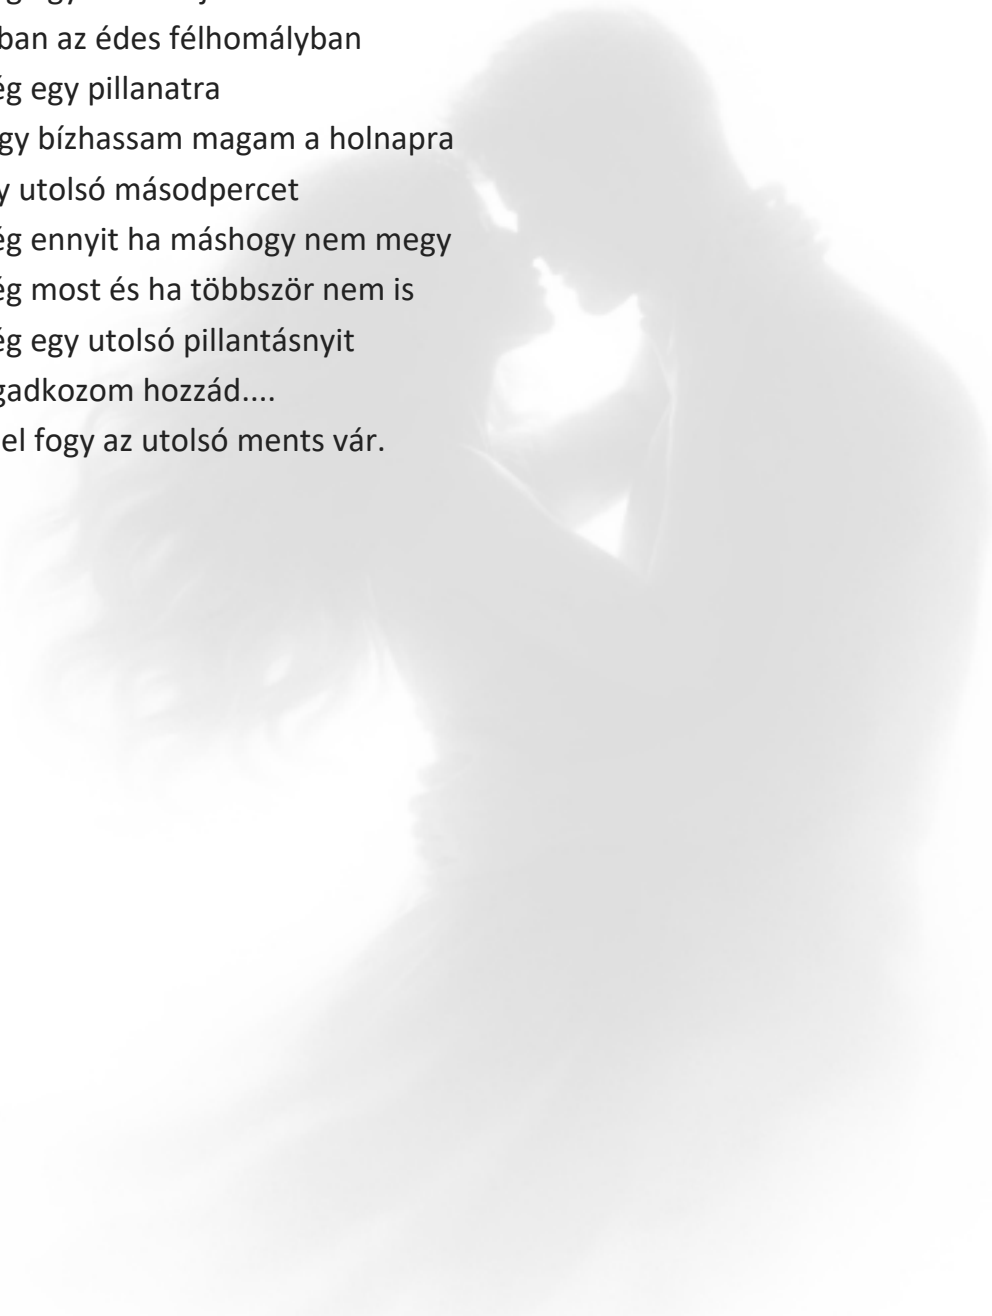 ban az édes félhomályban
ég egy pillanatra
gy bízhassam magam a holnapra
y utolsó másodpercet
ég ennyit ha máshogy nem megy
ég most és ha többször nem is
ég egy utolsó pillantásnyit
gadkozom hozzád....
el fogy az utolsó ments vár.